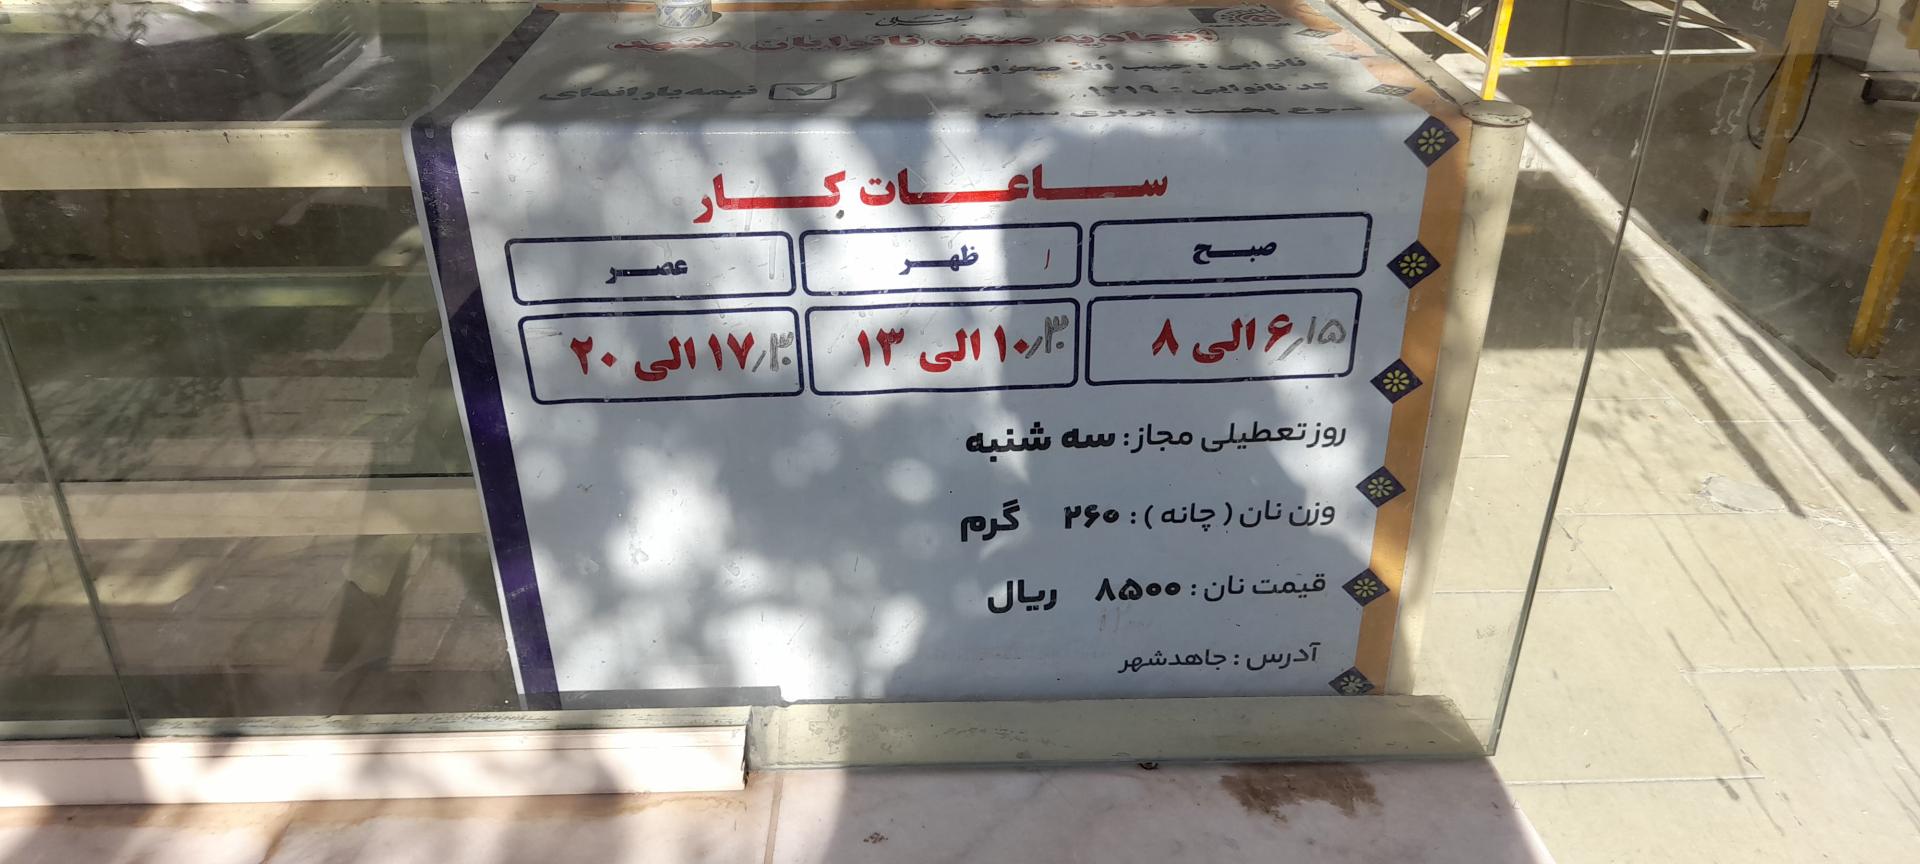 اتحادیه صنف نانوایان مشهد
نانوایی : حبیب الله صحرایی
کد نانوایی : ۱۳۱۹ نیمه‌یارانه‌ای
نوع پخت : بربری سنتی
ساعات کار
صبح ظهر عصر
۶٫۱۵ الی ۸ ۱۰٫۳۰ الی ۱۳ ۱۷٫۳۰ الی ۲۰
روز تعطیلی مجاز: سه شنبه
وزن نان ( چانه ) : ۲۶۰ گرم
قیمت نان : ۸۵۰۰ ریال
آدرس : جاهدشهر